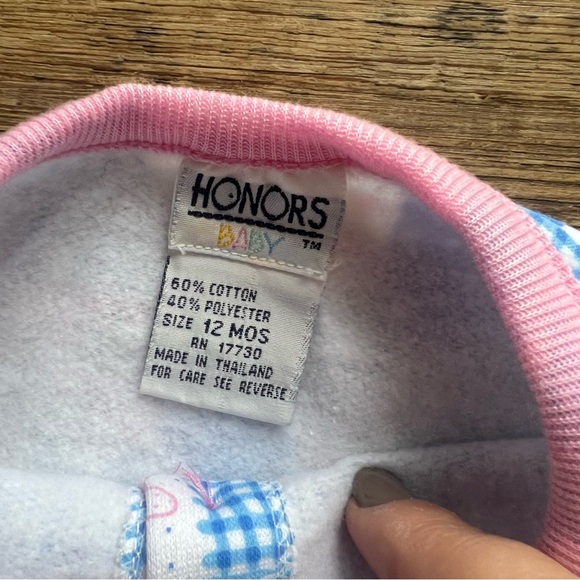 HONORS
BABY TM
60% COTTON
40% POLYESTER
SIZE 12 MOS
RN 17730
MADE IN THAILAND
FOR CARE SEE REVERSE